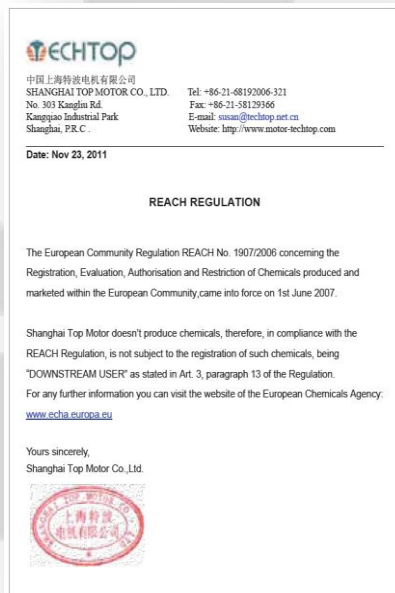 TECHTOP
中国上海特波电机有限公司
SHANGHAI TOP MOTOR CO., LTD. Tel: +86-21-68192006-321
No. 303 Kangliu Rd. Fax: +86-21-58129366
Kangqiao Industrial Park E-mail: susan@techtop.net.cn
Shanghai, P.R.C . Website: http://www.motor-techtop.com
Date: Nov 23, 2011
REACH REGULATION
The European Community Regulation REACH No. 1907/2006 concerning the
Registration, Evaluation, Authorisation and Restriction of Chemicals produced and
marketed within the European Community,came into force on 1st June 2007.
Shanghai Top Motor doesn't produce chemicals, therefore, in compliance with the
REACH Regulation, is not subject to the registration of such chemicals, being
"DOWNSTREAM USER" as stated in Art. 3, paragraph 13 of the Regulation.
For any further information you can visit the website of the European Chemicals Agency:
www.echa.europa.eu
Yours sincerely,
Shanghai Top Motor Co.,Ltd.
SHANGHAI TOP MOTOR CO.
上海特波
电机有限公司